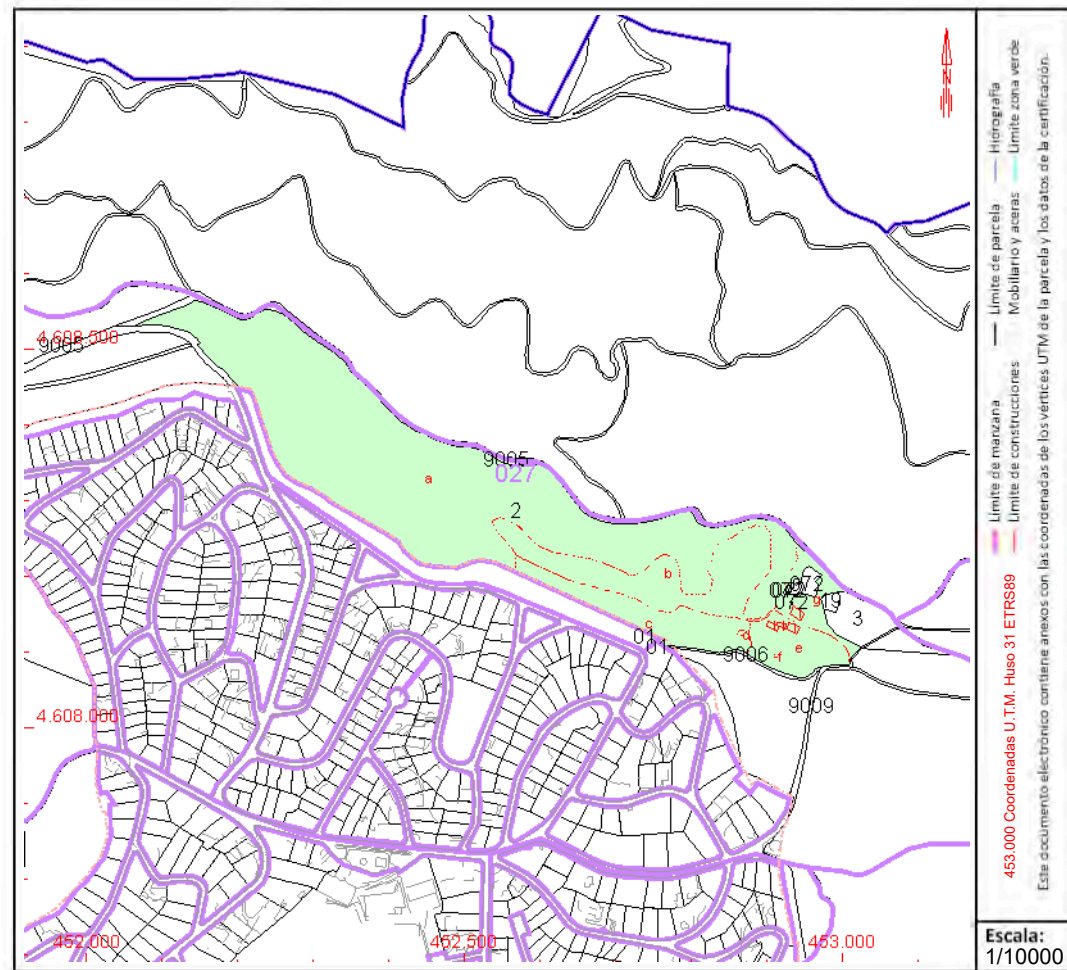 N
4.608.500
9005
a
9005
027
2
b
072
072
072
19
g
3
c
01
01
d
e
f
9006
9009
4.608.000
452.000
452.500
453.000
Límite de manzana
Límite de parcela
Hidrografía
Límite de construcciones
Mobiliario y aceras
Límite zona verde
453.000 Coordenadas U.T.M. Huso 31 ETRS89
Este documento electrónico contiene anexos con las coordenadas de los vértices UTM de la parcela y los datos de la certificación.
Escala:
1/10000